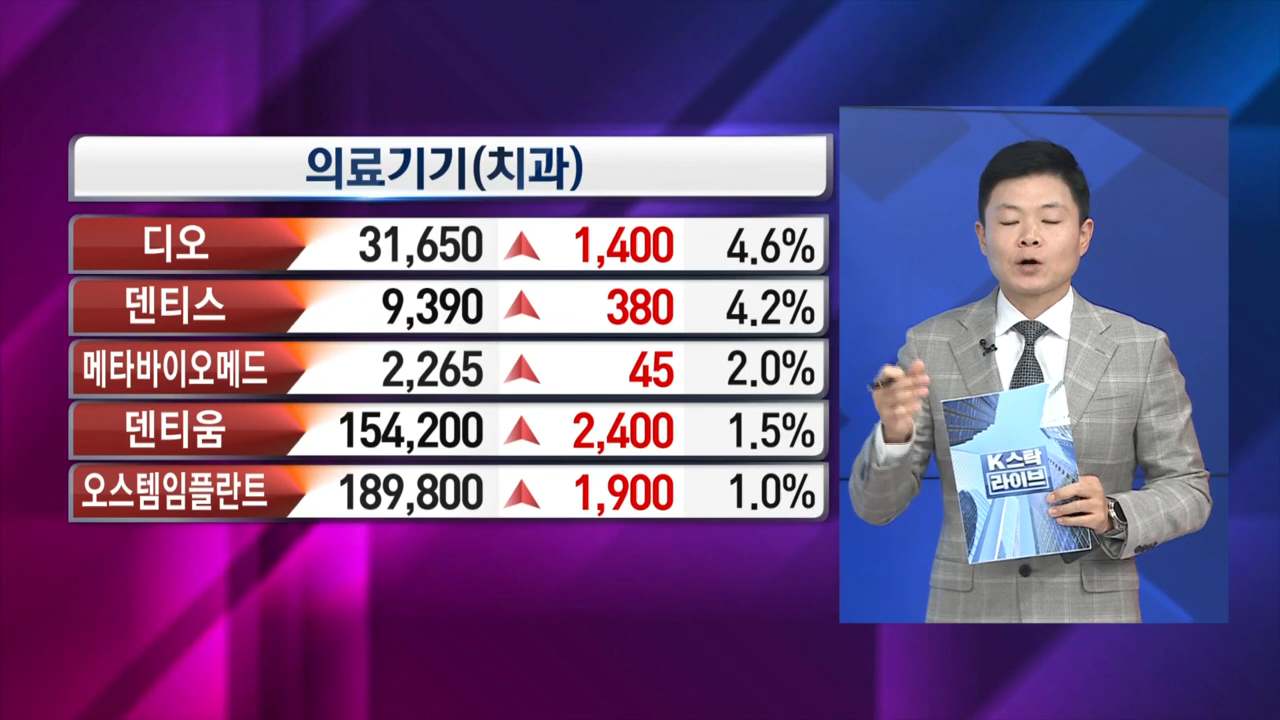 의료기기(치과)
디오 31,650 ▲ 1,400 4.6%
덴티스 9,390 ▲ 380 4.2%
메타바이오메드 2,265 ▲ 45 2.0%
덴티움 154,200 ▲ 2,400 1.5%
오스템임플란트 189,800 ▲ 1,900 1.0%
K스탁
라이브